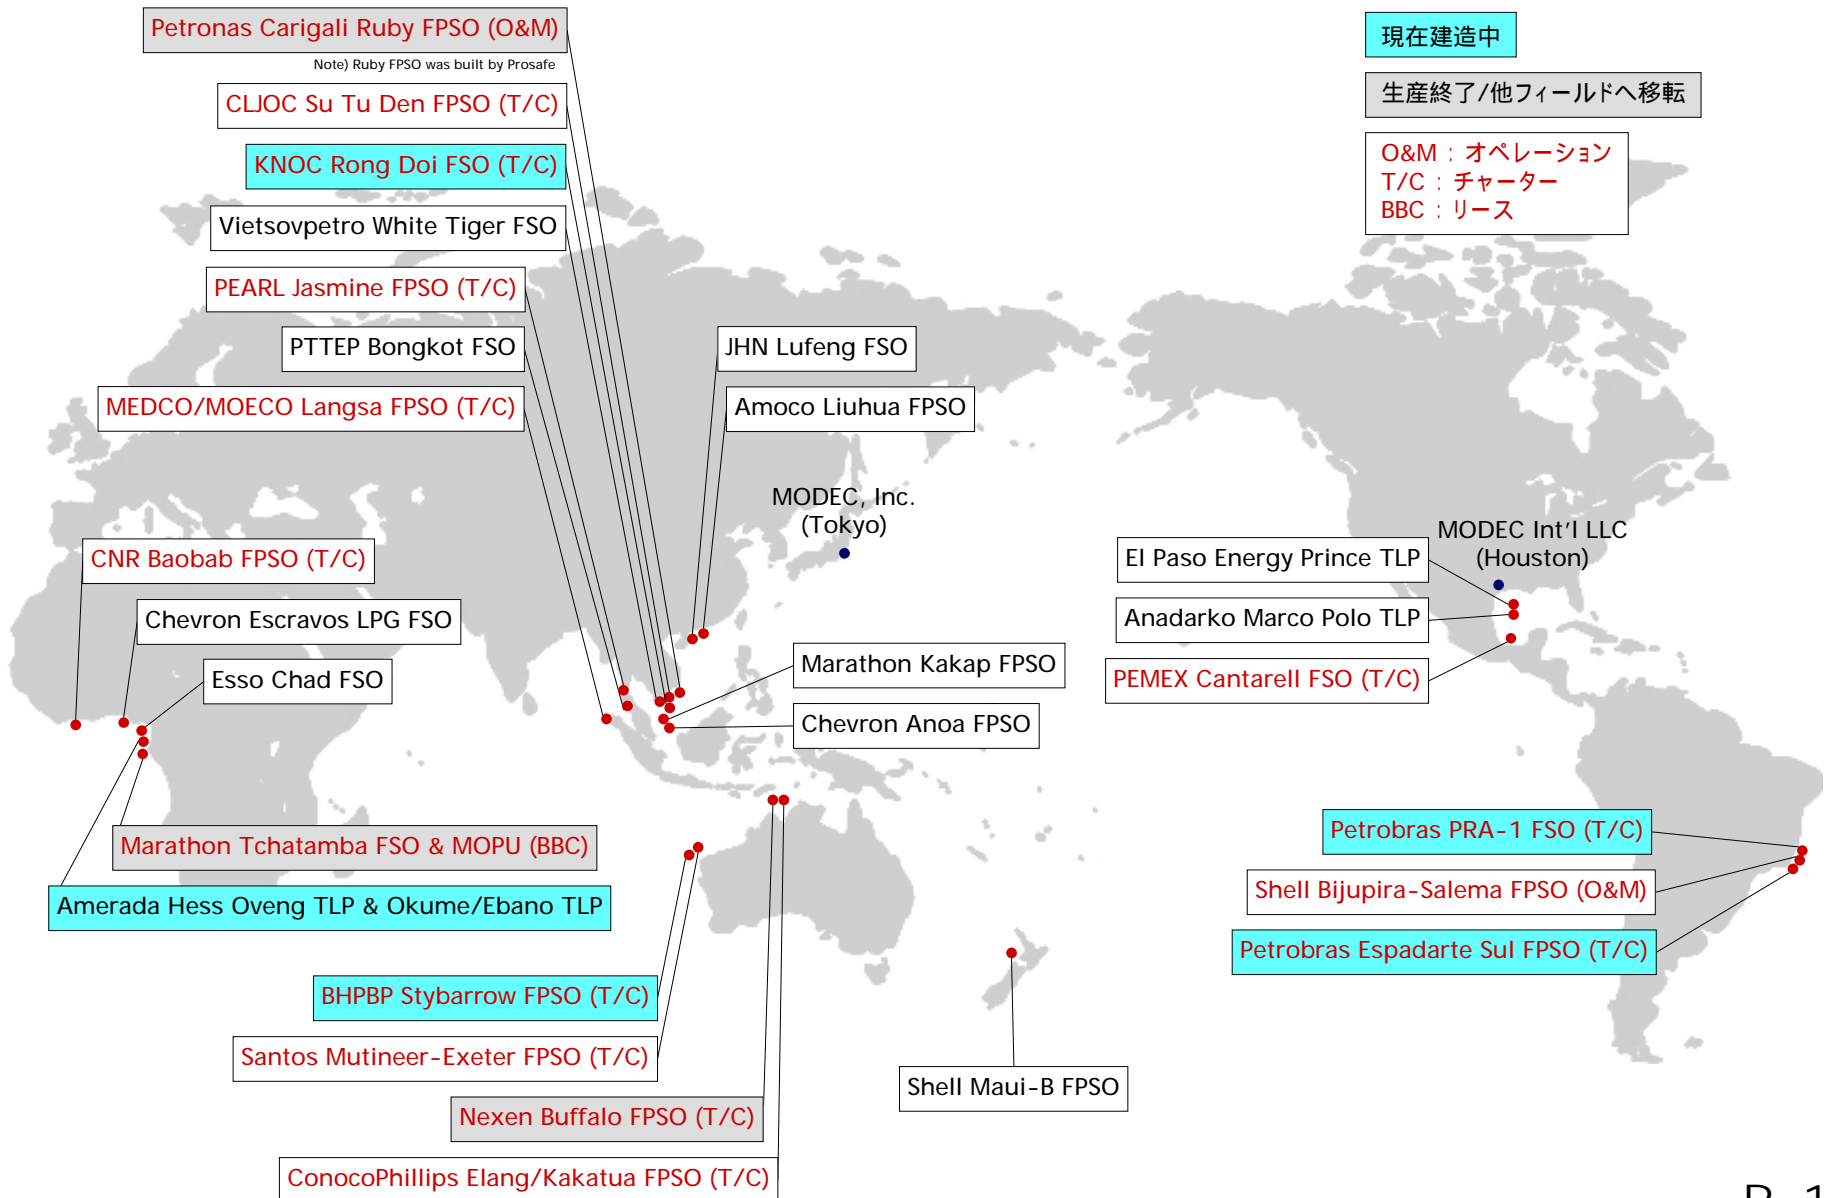 Petronas Carigali Ruby FPSO (O&M)
Note) Ruby FPSO was built by Prosafe
CLJOC Su Tu Den FPSO (T/C)
KNOC Rong Doi FSO (T/C)
Vietsovpetro White Tiger FSO
PEARL Jasmine FPSO (T/C)
PTTEP Bongkot FSO
MEDCO/MOECO Langsa FPSO (T/C)
JHN Lufeng FSO
Amoco Liuhua FPSO
MODEC, Inc.
(Tokyo)
現在建造中
生産終了/他フィールドへ移転
O&M : オペレーション
T/C : チャーター
BBC : リース
CNR Baobab FPSO (T/C)
Chevron Escravos LPG FSO
Esso Chad FSO
Marathon Kakap FPSO
Chevron Anoa FPSO
MODEC Int'l LLC
(Houston)
El Paso Energy Prince TLP
Anadarko Marco Polo TLP
PEMEX Cantarell FSO (T/C)
Marathon Tchatamba FSO & MOPU (BBC)
Amerada Hess Oveng TLP & Okume/Ebano TLP
BHPBP Stybarrow FPSO (T/C)
Santos Mutineer-Exeter FPSO (T/C)
Nexen Buffalo FPSO (T/C)
ConocoPhillips Elang/Kakatua FPSO (T/C)
Shell Maui-B FPSO
Petrobras PRA-1 FSO (T/C)
Shell Bijupira-Salema FPSO (O&M)
Petrobras Espadarte Sul FPSO (T/C)